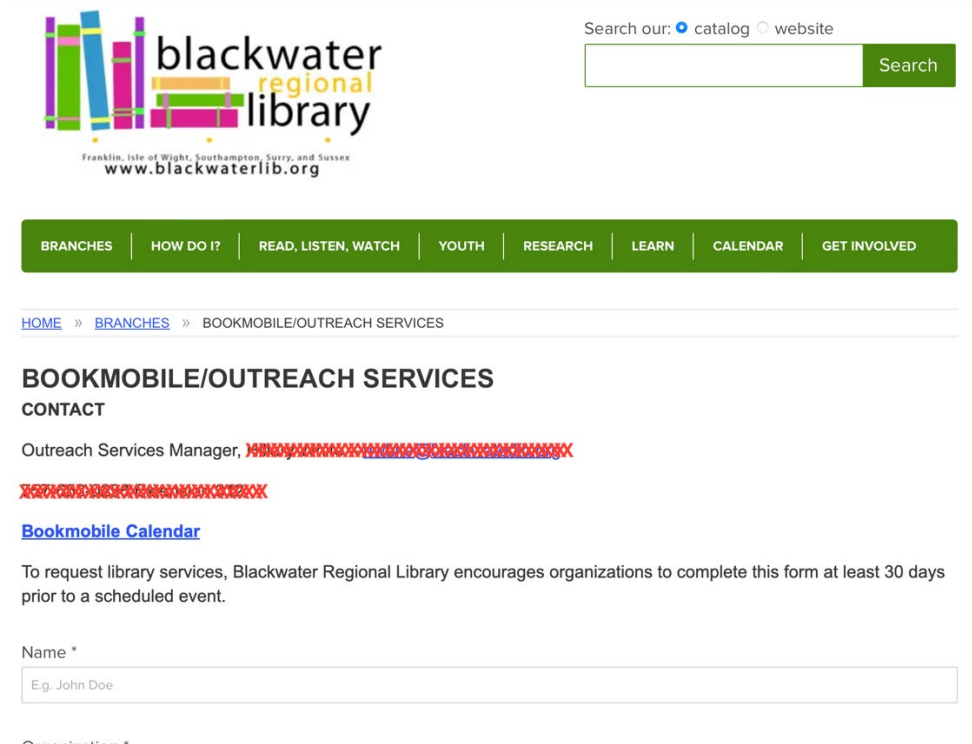 blackwater
regional
library
Franklin, Isle of Wight, Southampton, Surry, and Sussex
www.blackwaterlib.org
Search our: catalog website
Search
BRANCHES HOW DO I? READ, LISTEN, WATCH YOUTH RESEARCH LEARN CALENDAR GET INVOLVED
HOME » BRANCHES » BOOKMOBILE/OUTREACH SERVICES
BOOKMOBILE/OUTREACH SERVICES
CONTACT
Outreach Services Manager,
Bookmobile Calendar
To request library services, Blackwater Regional Library encourages organizations to complete this form at least 30 days
prior to a scheduled event.
Name *
E.g. John Doe